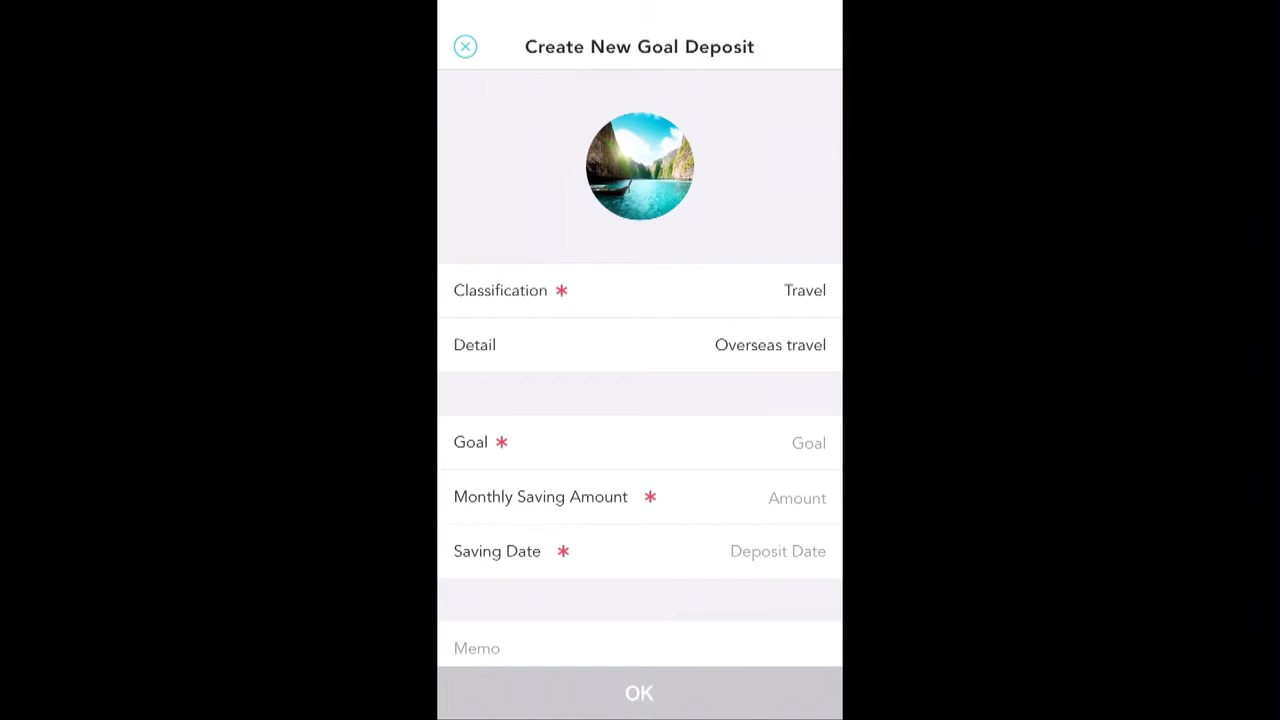 Create New Goal Deposit
Classification * Travel
Detail Overseas travel
Goal * Goal
Monthly Saving Amount * Amount
Saving Date * Deposit Date
Memo
OK